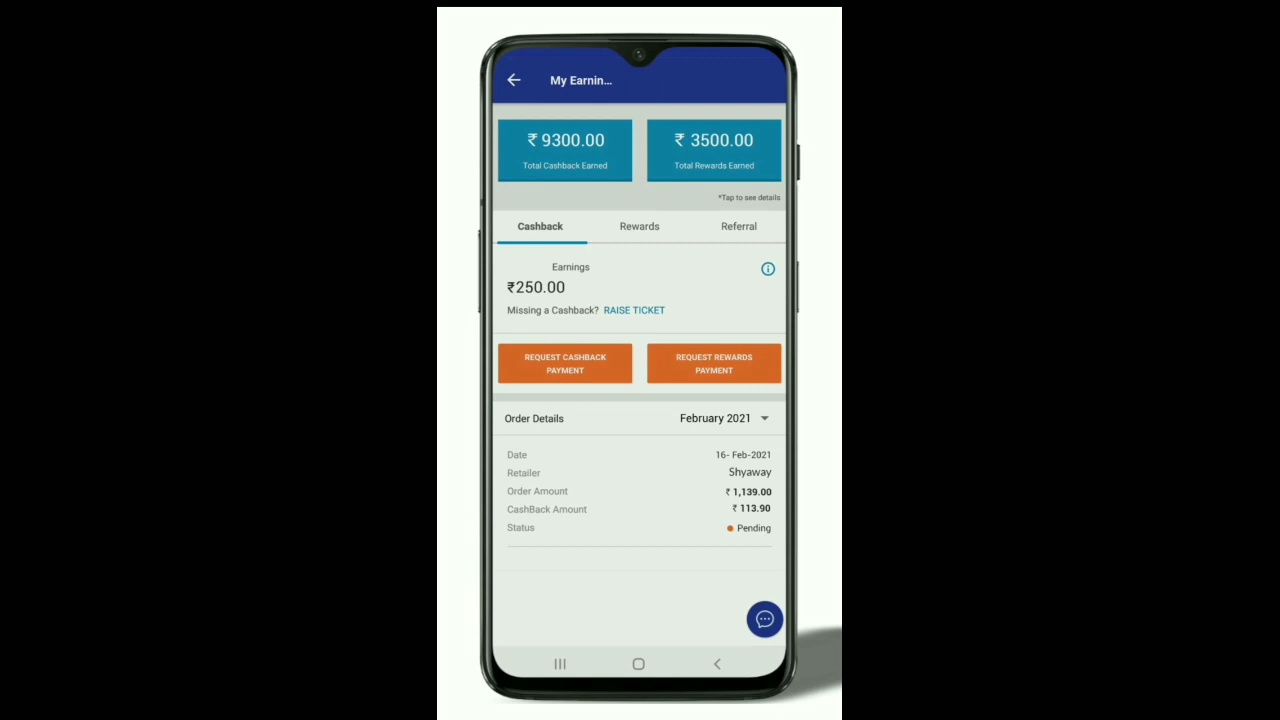 My Earnin...
₹ 9300.00
Total Cashback Earned
₹ 3500.00
Total Rewards Earned
*Tap to see details
Cashback
Rewards
Referral
Earnings
₹250.00
Missing a Cashback? RAISE TICKET
REQUEST CASHBACK
PAYMENT
REQUEST REWARDS
PAYMENT
Order Details
February 2021
Date
16- Feb-2021
Retailer
Shyaway
Order Amount
₹ 1,139.00
CashBack Amount
₹ 113.90
Status
Pending